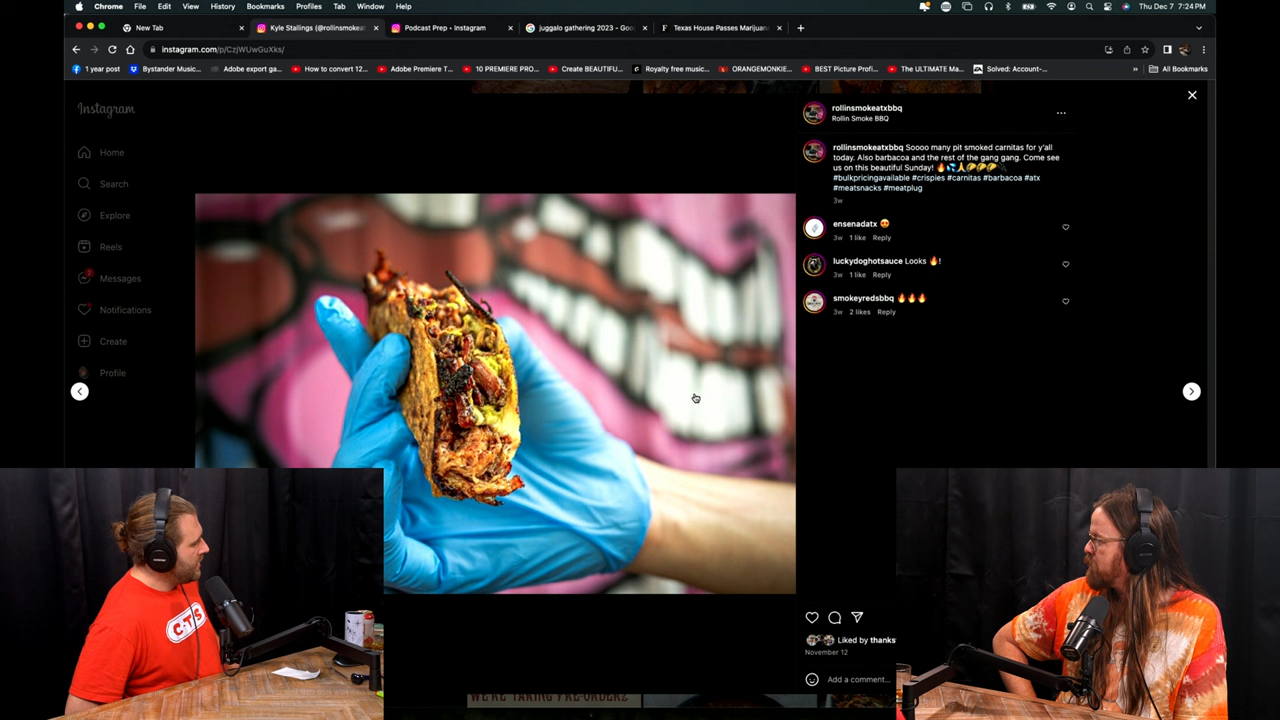 Chrome File Edit View History Bookmarks Profiles Tab Window Help Thu Dec 7 7:24 PM
New Tab Kyle Stallings (@rollinsmokeat Podcast Prep • Instagram juggalo gathering 2023 - Goo Texas House Passes Marijuan
instagram.com/p/CzjWUwGuXks/
1 year post Bystander Music... Adobe export ga... How to convert 12... Adobe Premiere T... 10 PREMIERE PRO... Create BEAUTIFU... Royalty free music... ORANGEMONKIE... BEST Picture Profi... The ULTIMATE Ma... Solved: Account-... » All Bookmarks
Instagram
Home
Search
Explore
Reels
Messages
Notifications
Create
Profile
rollinsmokeatxbbq
Rollin Smoke BBQ
rollinsmokeatxbbq Soooo many pit smoked carnitas for y'all
today. Also barbacoa and the rest of the gang gang. Come see
us on this beautiful Sunday! 🔥💦🙏🌮🌮🌮🔌
#bulkpricingavailable #crispies #carnitas #barbacoa #atx
#meatsnacks #meatplug
3w
ensenadatx 😍
3w 1 like Reply
luckydoghotsauce Looks 🔥!
3w 1 like Reply
smokeyredsbbq 🔥🔥🔥
3w 2 likes Reply
Liked by thanks
November 12
Add a comment...
WE'RE TAKING PRE-ORDERS
CTS